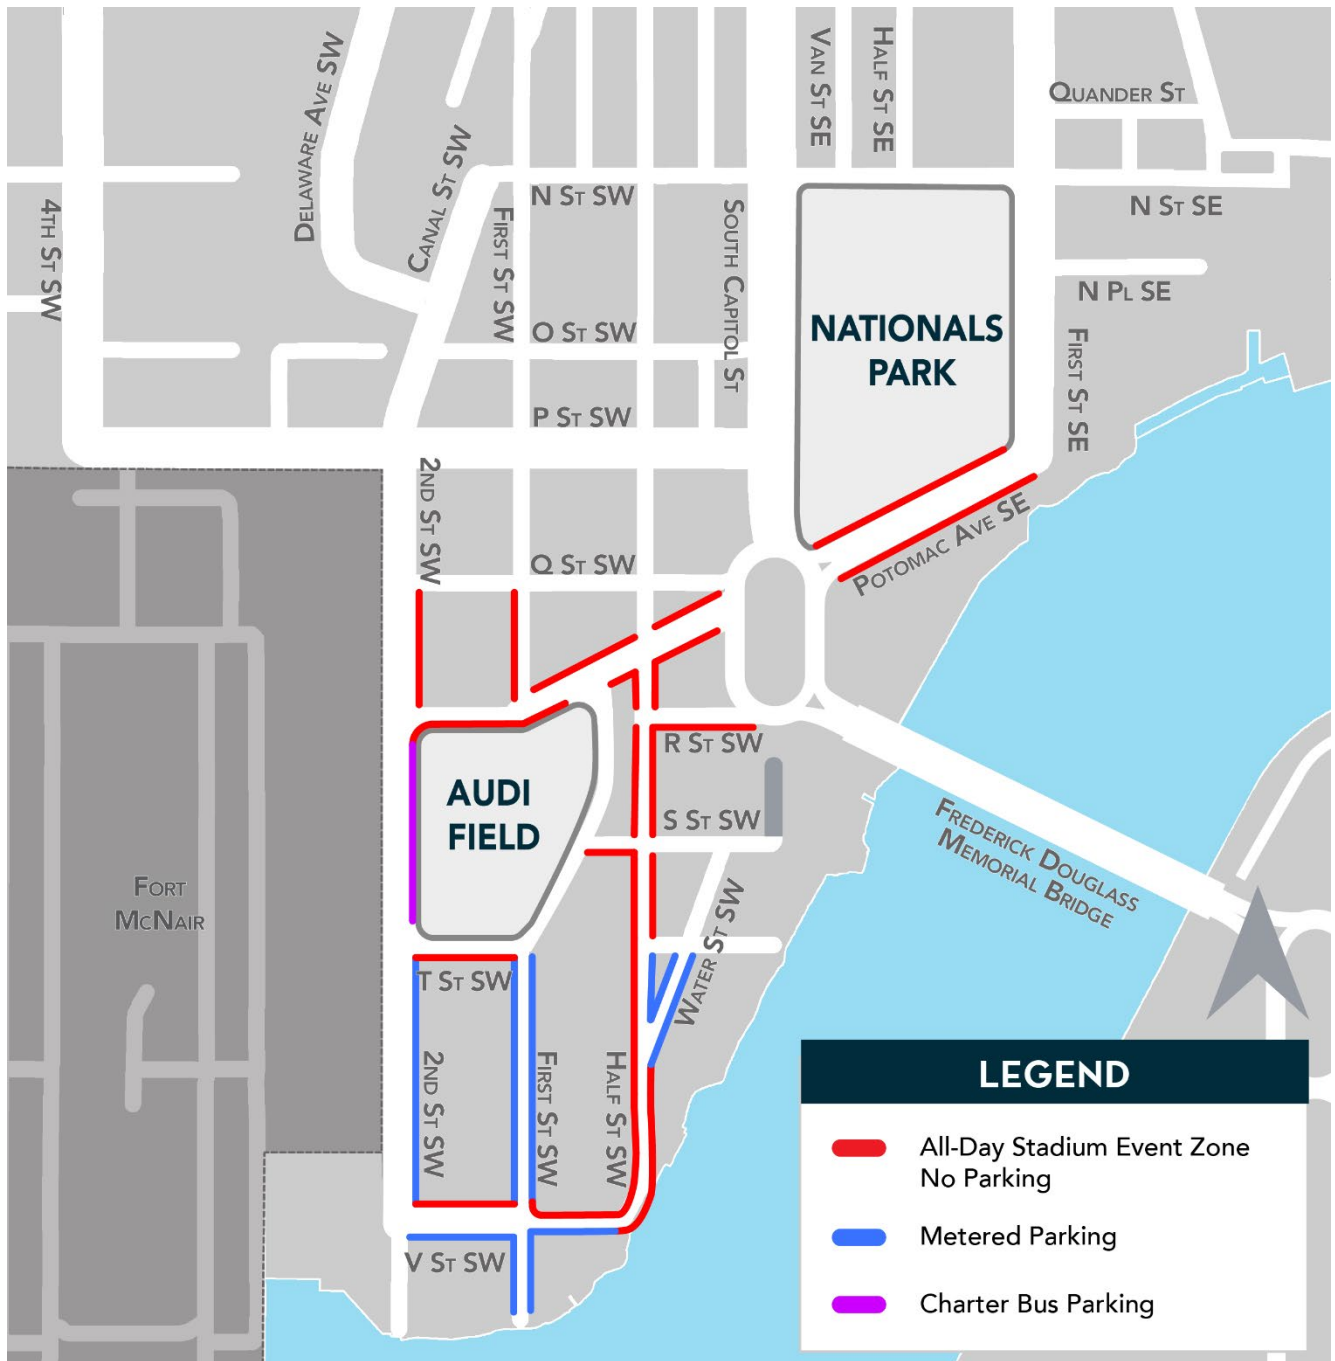 Delaware Ave SW
Canal St SW
Van St SE
Half St SE
Quander St
4th St SW
First St SW
N St SW
South Capitol St
N St SE
N Pl SE
O St SW
NATIONALS
PARK
First St SE
P St SW
2nd St SW
Q St SW
Potomac Ave SE
R St SW
AUDI
FIELD
S St SW
Frederick Douglass
Memorial Bridge
Fort
McNair
Water St SW
T St SW
2nd St SW
First St SW
Half St SW
V St SW
LEGEND
All-Day Stadium Event Zone
No Parking
Metered Parking
Charter Bus Parking